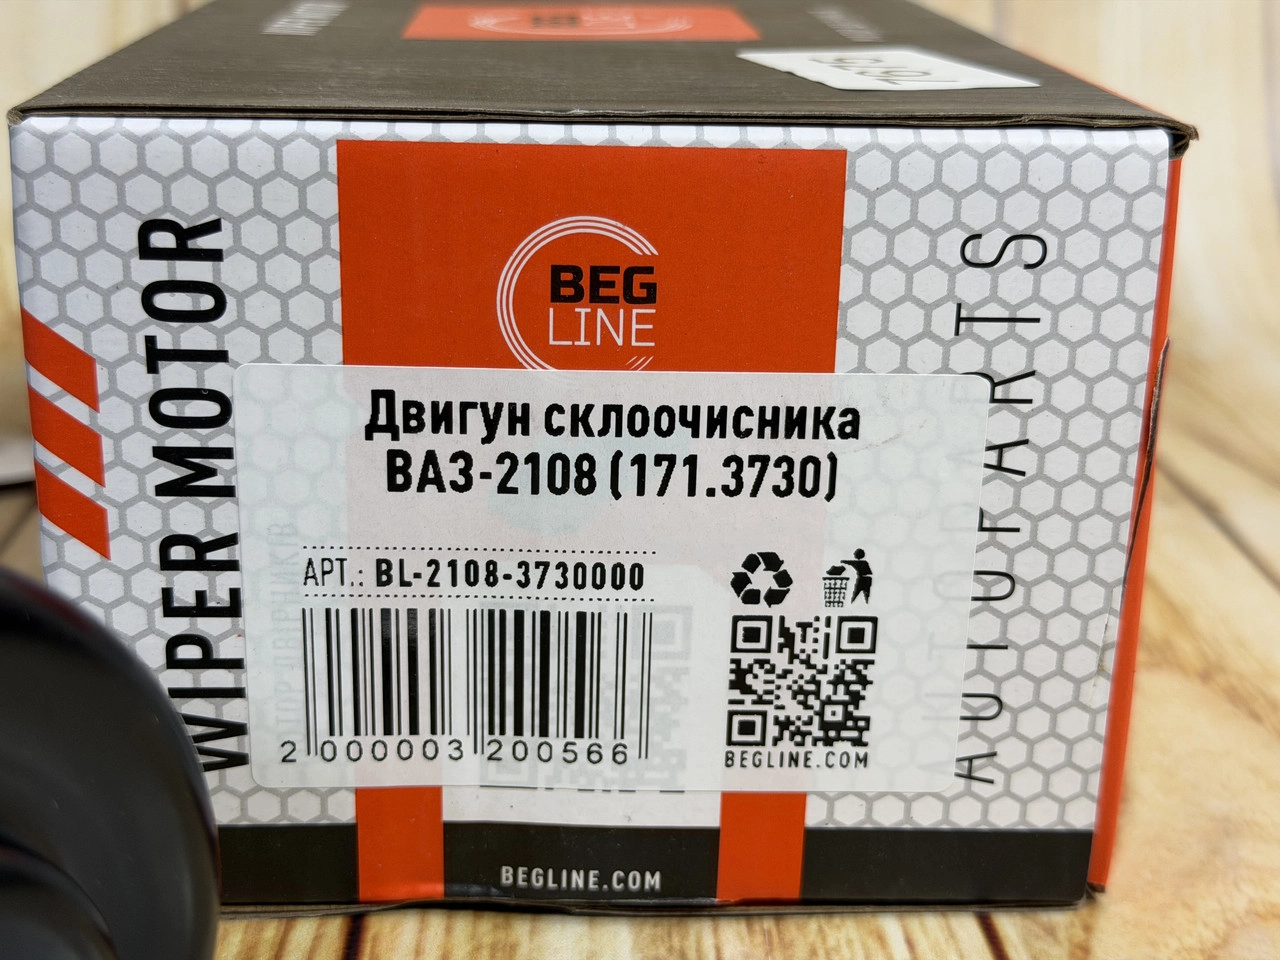 WIPER MOTOR
BEG
LINE
AUTOPARTS
Двигун склоочисника
ВАЗ-2108 (171.3730)
АРТ.: BL-2108-3730000
2 000003 200566
BEGLINE.COM
BEGLINE.COM